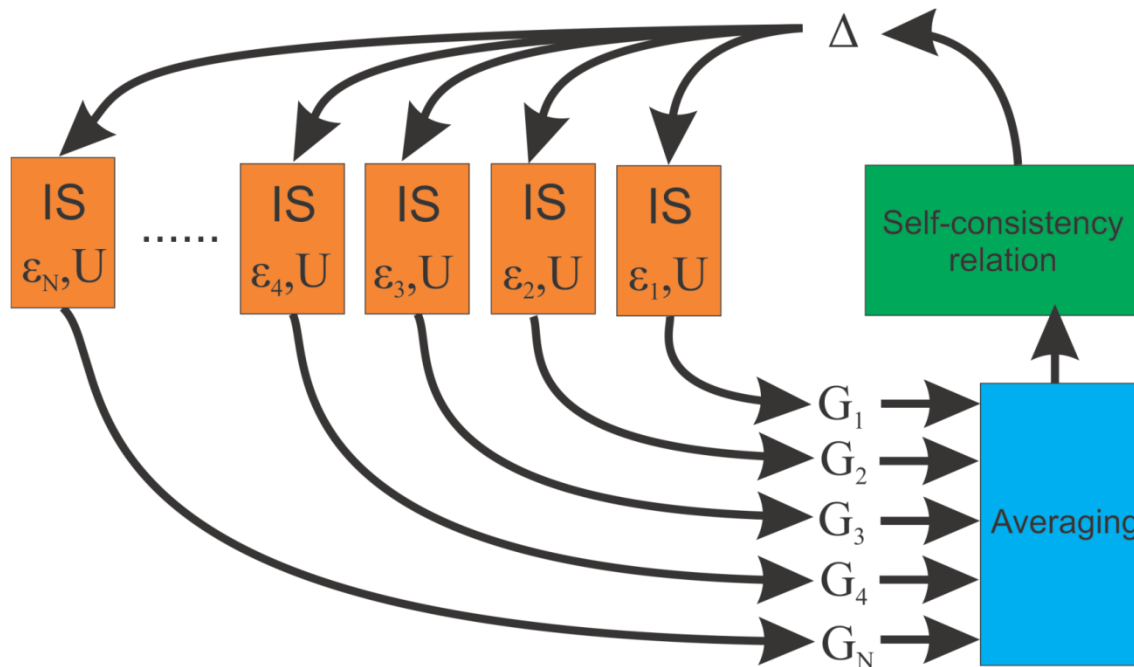 Δ
IS
ε_N,U
......
IS
ε_4,U
IS
ε_3,U
IS
ε_2,U
IS
ε_1,U
Self-consistency
relation
G_1
G_2
G_3
G_4
G_N
Averaging